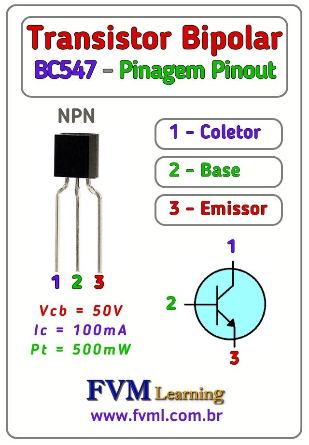 Transistor Bipolar
BC547 - Pinagem Pinout
NPN
1 - Coletor
2 - Base
3 - Emissor
1 2 3
Vcb = 50V
Ic = 100mA
Pt = 500mW
1
2
3
FVM Learning
www.fvml.com.br